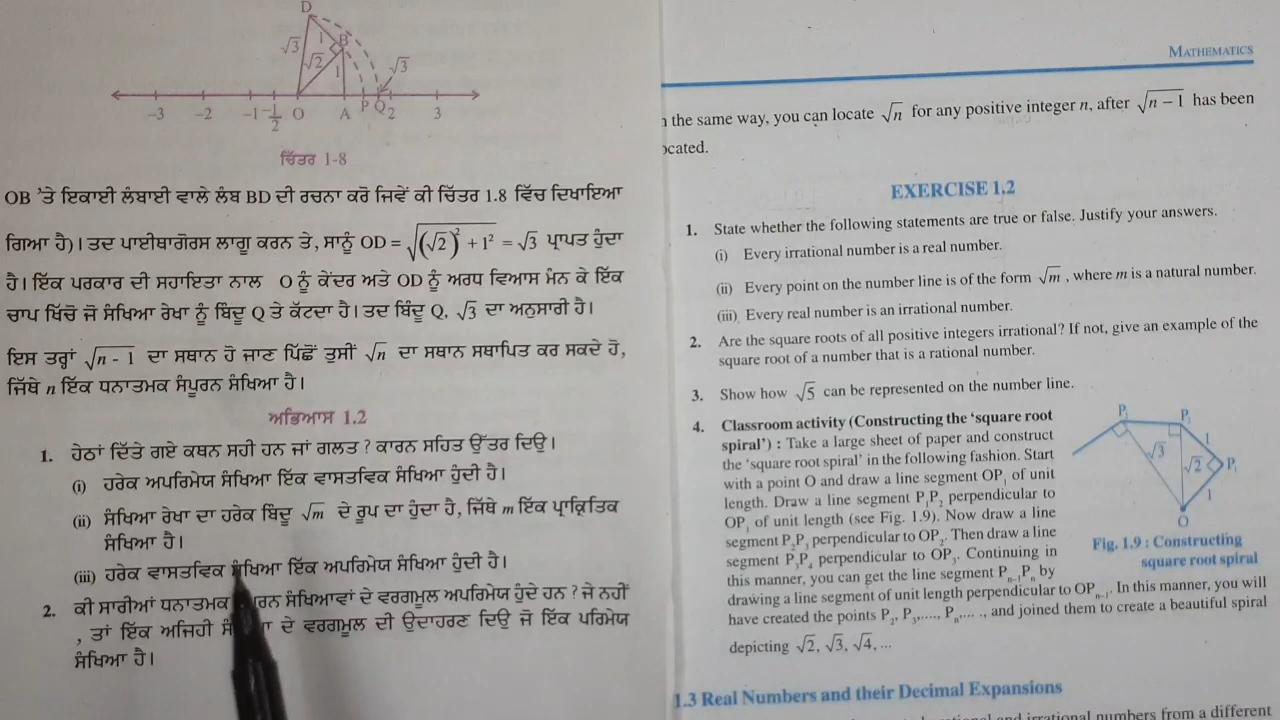 D
√3
1
B
√2
1
√3
-3 -2 -1 -1/2 O A P Q 2 3
ਚਿੱਤਰ 1-8
OB ’ਤੇ ਇਕਾਈ ਲੰਬਾਈ ਵਾਲੇ ਲੰਬ BD ਦੀ ਰਚਨਾ ਕਰੋ ਜਿਵੇਂ ਕੀ ਚਿੱਤਰ 1.8 ਵਿੱਚ ਦਿਖਾਇਆ
ਗਿਆ ਹੈ)। ਤਦ ਪਾਈਥਾਗੋਰਸ ਲਾਗੂ ਕਰਨ ਤੇ, ਸਾਨੂੰ OD = √((√2)² + 1²) = √3 ਪ੍ਰਾਪਤ ਹੁੰਦਾ
ਹੈ। ਇੱਕ ਪਰਕਾਰ ਦੀ ਸਹਾਇਤਾ ਨਾਲ O ਨੂੰ ਕੇਂਦਰ ਅਤੇ OD ਨੂੰ ਅਰਧ ਵਿਆਸ ਮੰਨ ਕੇ ਇੱਕ
ਚਾਪ ਖਿੱਚੋ ਜੋ ਸੰਖਿਆ ਰੇਖਾ ਨੂੰ ਬਿੰਦੂ Q ਤੇ ਕੱਟਦਾ ਹੈ। ਤਦ ਬਿੰਦੂ Q, √3 ਦਾ ਅਨੁਸਾਰੀ ਹੈ।
ਇਸ ਤਰ੍ਹਾਂ √(n - 1) ਦਾ ਸਥਾਨ ਹੋ ਜਾਣ ਪਿੱਛੋਂ ਤੁਸੀਂ √n ਦਾ ਸਥਾਨ ਸਥਾਪਿਤ ਕਰ ਸਕਦੇ ਹੋ,
ਜਿੱਥੇ n ਇੱਕ ਧਨਾਤਮਕ ਸੰਪੂਰਨ ਸੰਖਿਆ ਹੈ।
ਅਭਿਆਸ 1.2
1. ਹੇਠਾਂ ਦਿੱਤੇ ਗਏ ਕਥਨ ਸਹੀ ਹਨ ਜਾਂ ਗਲਤ ? ਕਾਰਨ ਸਹਿਤ ਉੱਤਰ ਦਿਉ।
(i) ਹਰੇਕ ਅਪਰਿਮੇਯ ਸੰਖਿਆ ਇੱਕ ਵਾਸਤਵਿਕ ਸੰਖਿਆ ਹੁੰਦੀ ਹੈ।
(ii) ਸੰਖਿਆ ਰੇਖਾ ਦਾ ਹਰੇਕ ਬਿੰਦੂ √m ਦੇ ਰੂਪ ਦਾ ਹੁੰਦਾ ਹੈ, ਜਿੱਥੇ m ਇੱਕ ਪ੍ਰਾਕ੍ਰਿਤਿਕ
ਸੰਖਿਆ ਹੈ।
(iii) ਹਰੇਕ ਵਾਸਤਵਿਕ ਸੰਖਿਆ ਇੱਕ ਅਪਰਿਮੇਯ ਸੰਖਿਆ ਹੁੰਦੀ ਹੈ।
2. ਕੀ ਸਾਰੀਆਂ ਧਨਾਤਮਕ ਸੰਖਿਆਵਾਂ ਦੇ ਵਰਗਮੂਲ ਅਪਰਿਮੇਯ ਹੁੰਦੇ ਹਨ ? ਜੇ ਨਹੀਂ
, ਤਾਂ ਇੱਕ ਅਜਿਹੀ ਦੇ ਵਰਗਮੂਲ ਦੀ ਉਦਾਹਰਣ ਦਿਉ ਜੋ ਇੱਕ ਪਰਿਮੇਯ
ਸੰਖਿਆ ਹੈ।
MATHEMATICS
the same way, you can locate √n for any positive integer n, after √(n – 1) has been
EXERCISE 1.2
1. State whether the following statements are true or false. Justify your answers.
(i) Every irrational number is a real number.
(ii) Every point on the number line is of the form √m , where m is a natural number.
(iii) Every real number is an irrational number.
2. Are the square roots of all positive integers irrational? If not, give an example of the
square root of a number that is a rational number.
3. Show how √5 can be represented on the number line.
4. Classroom activity (Constructing the ‘square root
spiral’) : Take a large sheet of paper and construct
the ‘square root spiral’ in the following fashion. Start
with a point O and draw a line segment OP₁ of unit
length. Draw a line segment P₁P₂ perpendicular to
OP₁ of unit length (see Fig. 1.9). Now draw a line
segment P₂P₃ perpendicular to OP₂. Then draw a line
segment P₃P₄ perpendicular to OP₃. Continuing in
this manner, you can get the line segment Pₙ₋₁Pₙ by
drawing a line segment of unit length perpendicular to OPₙ₋₁. In this manner, you will
have created the points P₂, P₃,...., Pₙ,... ., and joined them to create a beautiful spiral
depicting √2, √3, √4, ...
P₃ P₂
1
√3 √2 P₁
1
O
Fig. 1.9 : Constructing
square root spiral
1.3 Real Numbers and their Decimal Expansions
irrational numbers from a different